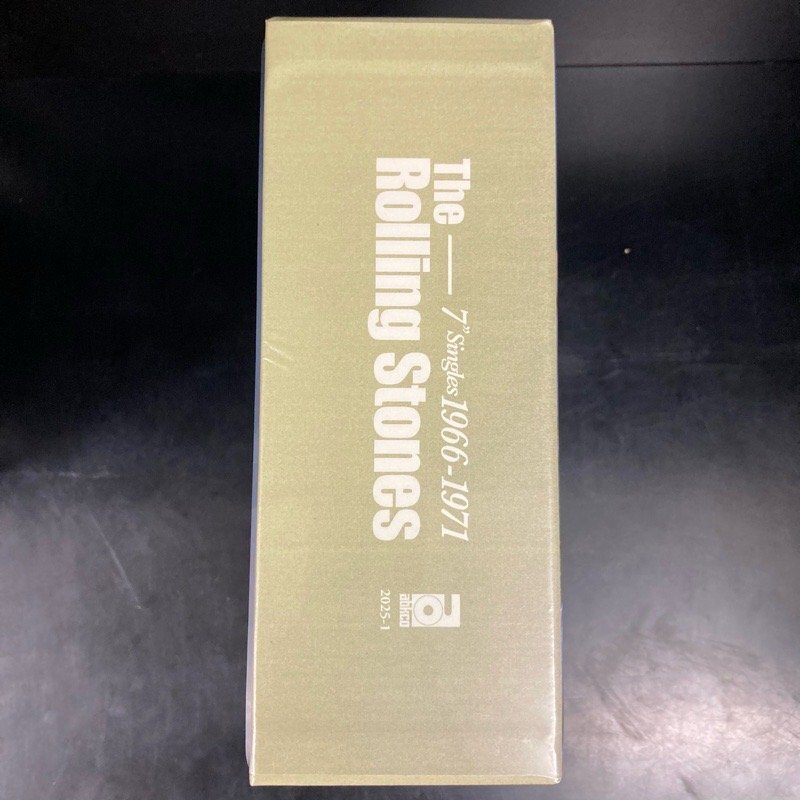 The — 7" Singles 1966-1971
Rolling Stones
abkco
2025-1